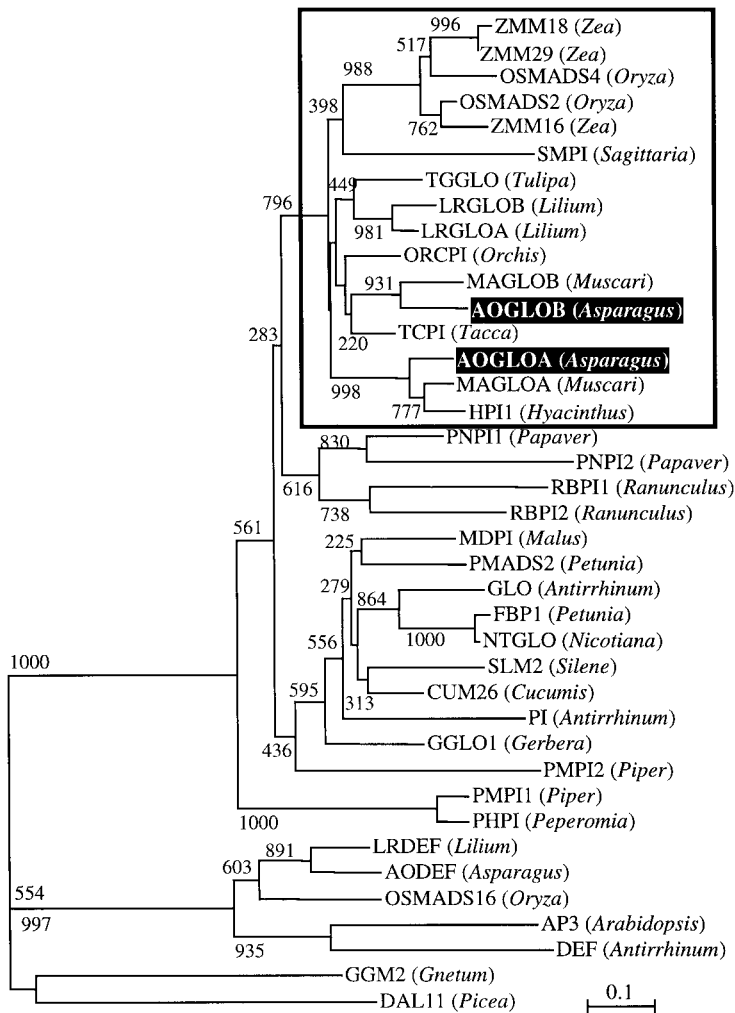 996
ZMM18 (Zea)
517
ZMM29 (Zea)
988
OSMADS4 (Oryza)
398
OSMADS2 (Oryza)
762
ZMM16 (Zea)
SMPI (Sagittaria)
449
TGGLO (Tulipa)
796
LRGLOB (Lilium)
981
LRGLOA (Lilium)
ORCPI (Orchis)
931
MAGLOB (Muscari)
AOGLOB (Asparagus)
283
220
TCPI (Tacca)
AOGLOA (Asparagus)
998
MAGLOA (Muscari)
777
HPI1 (Hyacinthus)
830
PNPI1 (Papaver)
PNPI2 (Papaver)
616
RBPI1 (Ranunculus)
738
RBPI2 (Ranunculus)
561
225
MDPI (Malus)
PMADS2 (Petunia)
279
864
GLO (Antirrhinum)
FBP1 (Petunia)
556
1000
NTGLO (Nicotiana)
1000
SLM2 (Silene)
595
313
CUM26 (Cucumis)
PI (Antirrhinum)
436
GGLO1 (Gerbera)
PMPI2 (Piper)
PMPI1 (Piper)
1000
PHPI (Peperomia)
891
LRDEF (Lilium)
603
AODEF (Asparagus)
554
OSMADS16 (Oryza)
997
AP3 (Arabidopsis)
935
DEF (Antirrhinum)
GGM2 (Gnetum)
0.1
DAL11 (Picea)